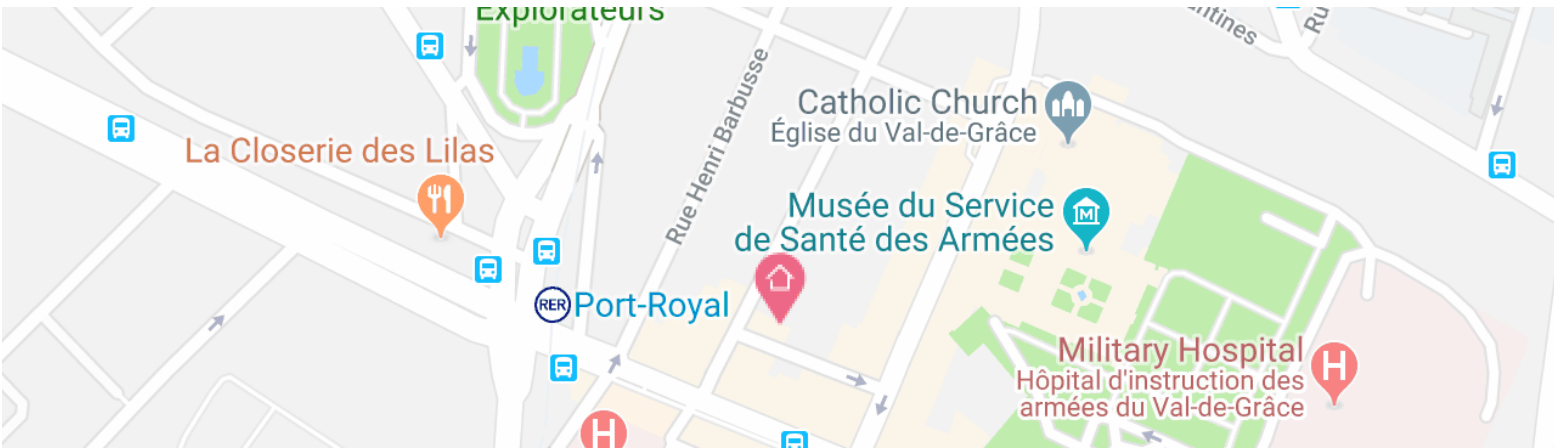 Explorateurs
Rue Henri Barbusse
Catholic Church
Église du Val-de-Grâce
La Closerie des Lilas
Musée du Service
de Santé des Armées
RER
Port-Royal
Military Hospital
Hôpital d'instruction des
armées du Val-de-Grâce
H
H
M
Ru